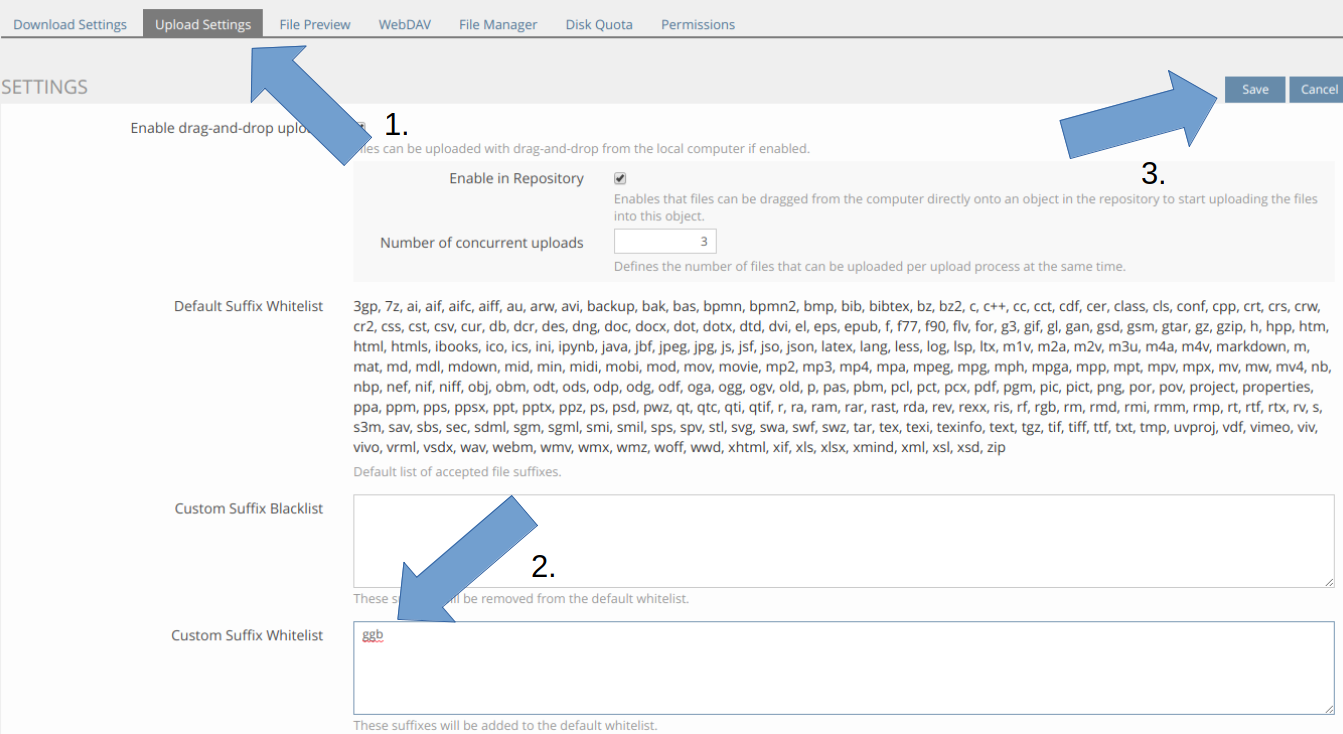 Download Settings Upload Settings File Preview WebDAV File Manager Disk Quota Permissions
SETTINGS
Save Cancel
Enable drag-and-drop
1.
can be uploaded with drag-and-drop from the local computer if enabled.
3.
Enable in Repository
Enables that files can be dragged from the computer directly onto an object in the repository to start uploading the files
into this object.
Number of concurrent uploads 3
Defines the number of files that can be uploaded per upload process at the same time.
Default Suffix Whitelist
3gp, 7z, ai, aif, aifc, aiff, au, arw, avi, backup, bak, bas, bpmn, bpmn2, bmp, bib, bibtex, bz, bz2, c, c++, cc, cct, cdf, cer, class, cls, conf, cpp, crt, crs, crw,
cr2, css, cst, csv, cur, db, dcr, des, dng, doc, docx, dot, dotx, dtd, dvi, el, eps, epub, f, f77, f90, flv, for, g3, gif, gl, gan, gsd, gsm, gtar, gz, gzip, h, hpp, htm,
html, htmls, ibooks, ico, ics, ini, ipynb, java, jbf, jpeg, jpg, js, jsf, jso, json, latex, lang, less, log, lsp, ltx, m1v, m2a, m2v, m3u, m4a, m4v, markdown, m,
mat, md, mdl, mdown, mid, min, midi, mobi, mod, mov, movie, mp2, mp3, mp4, mpa, mpeg, mpg, mph, mpga, mpp, mpt, mpv, mpx, mv, mw, mv4, nb,
nbp, nef, nif, niff, obj, obm, odt, ods, odp, odg, odf, oga, ogg, ogv, old, p, pas, pbm, pcl, pct, pcx, pdf, pgm, pic, pict, png, por, pov, project, properties,
ppa, ppm, pps, ppsx, ppt, pptx, ppz, ps, psd, pwz, qt, qtc, qti, qtif, r, ra, ram, rar, rast, rda, rev, rexx, ris, rf, rgb, rm, rmd, rmi, rmm, rmp, rt, rtf, rtx, rv, s,
s3m, sav, sbs, sec, sdml, sgm, sgml, smi, smil, sps, spv, stl, svg, swa, swf, swz, tar, tex, texi, texinfo, text, tgz, tif, tiff, ttf, txt, tmp, uvproj, vdf, vimeo, viv,
vivo, vrml, vsdx, wav, webm, wmv, wmx, wmz, woff, wwd, xhtml, xif, xls, xlsx, xmind, xml, xsl, xsd, zip
Default list of accepted file suffixes.
Custom Suffix Blacklist
2.
These will be removed from the default whitelist.
Custom Suffix Whitelist
ggb
These suffixes will be added to the default whitelist.